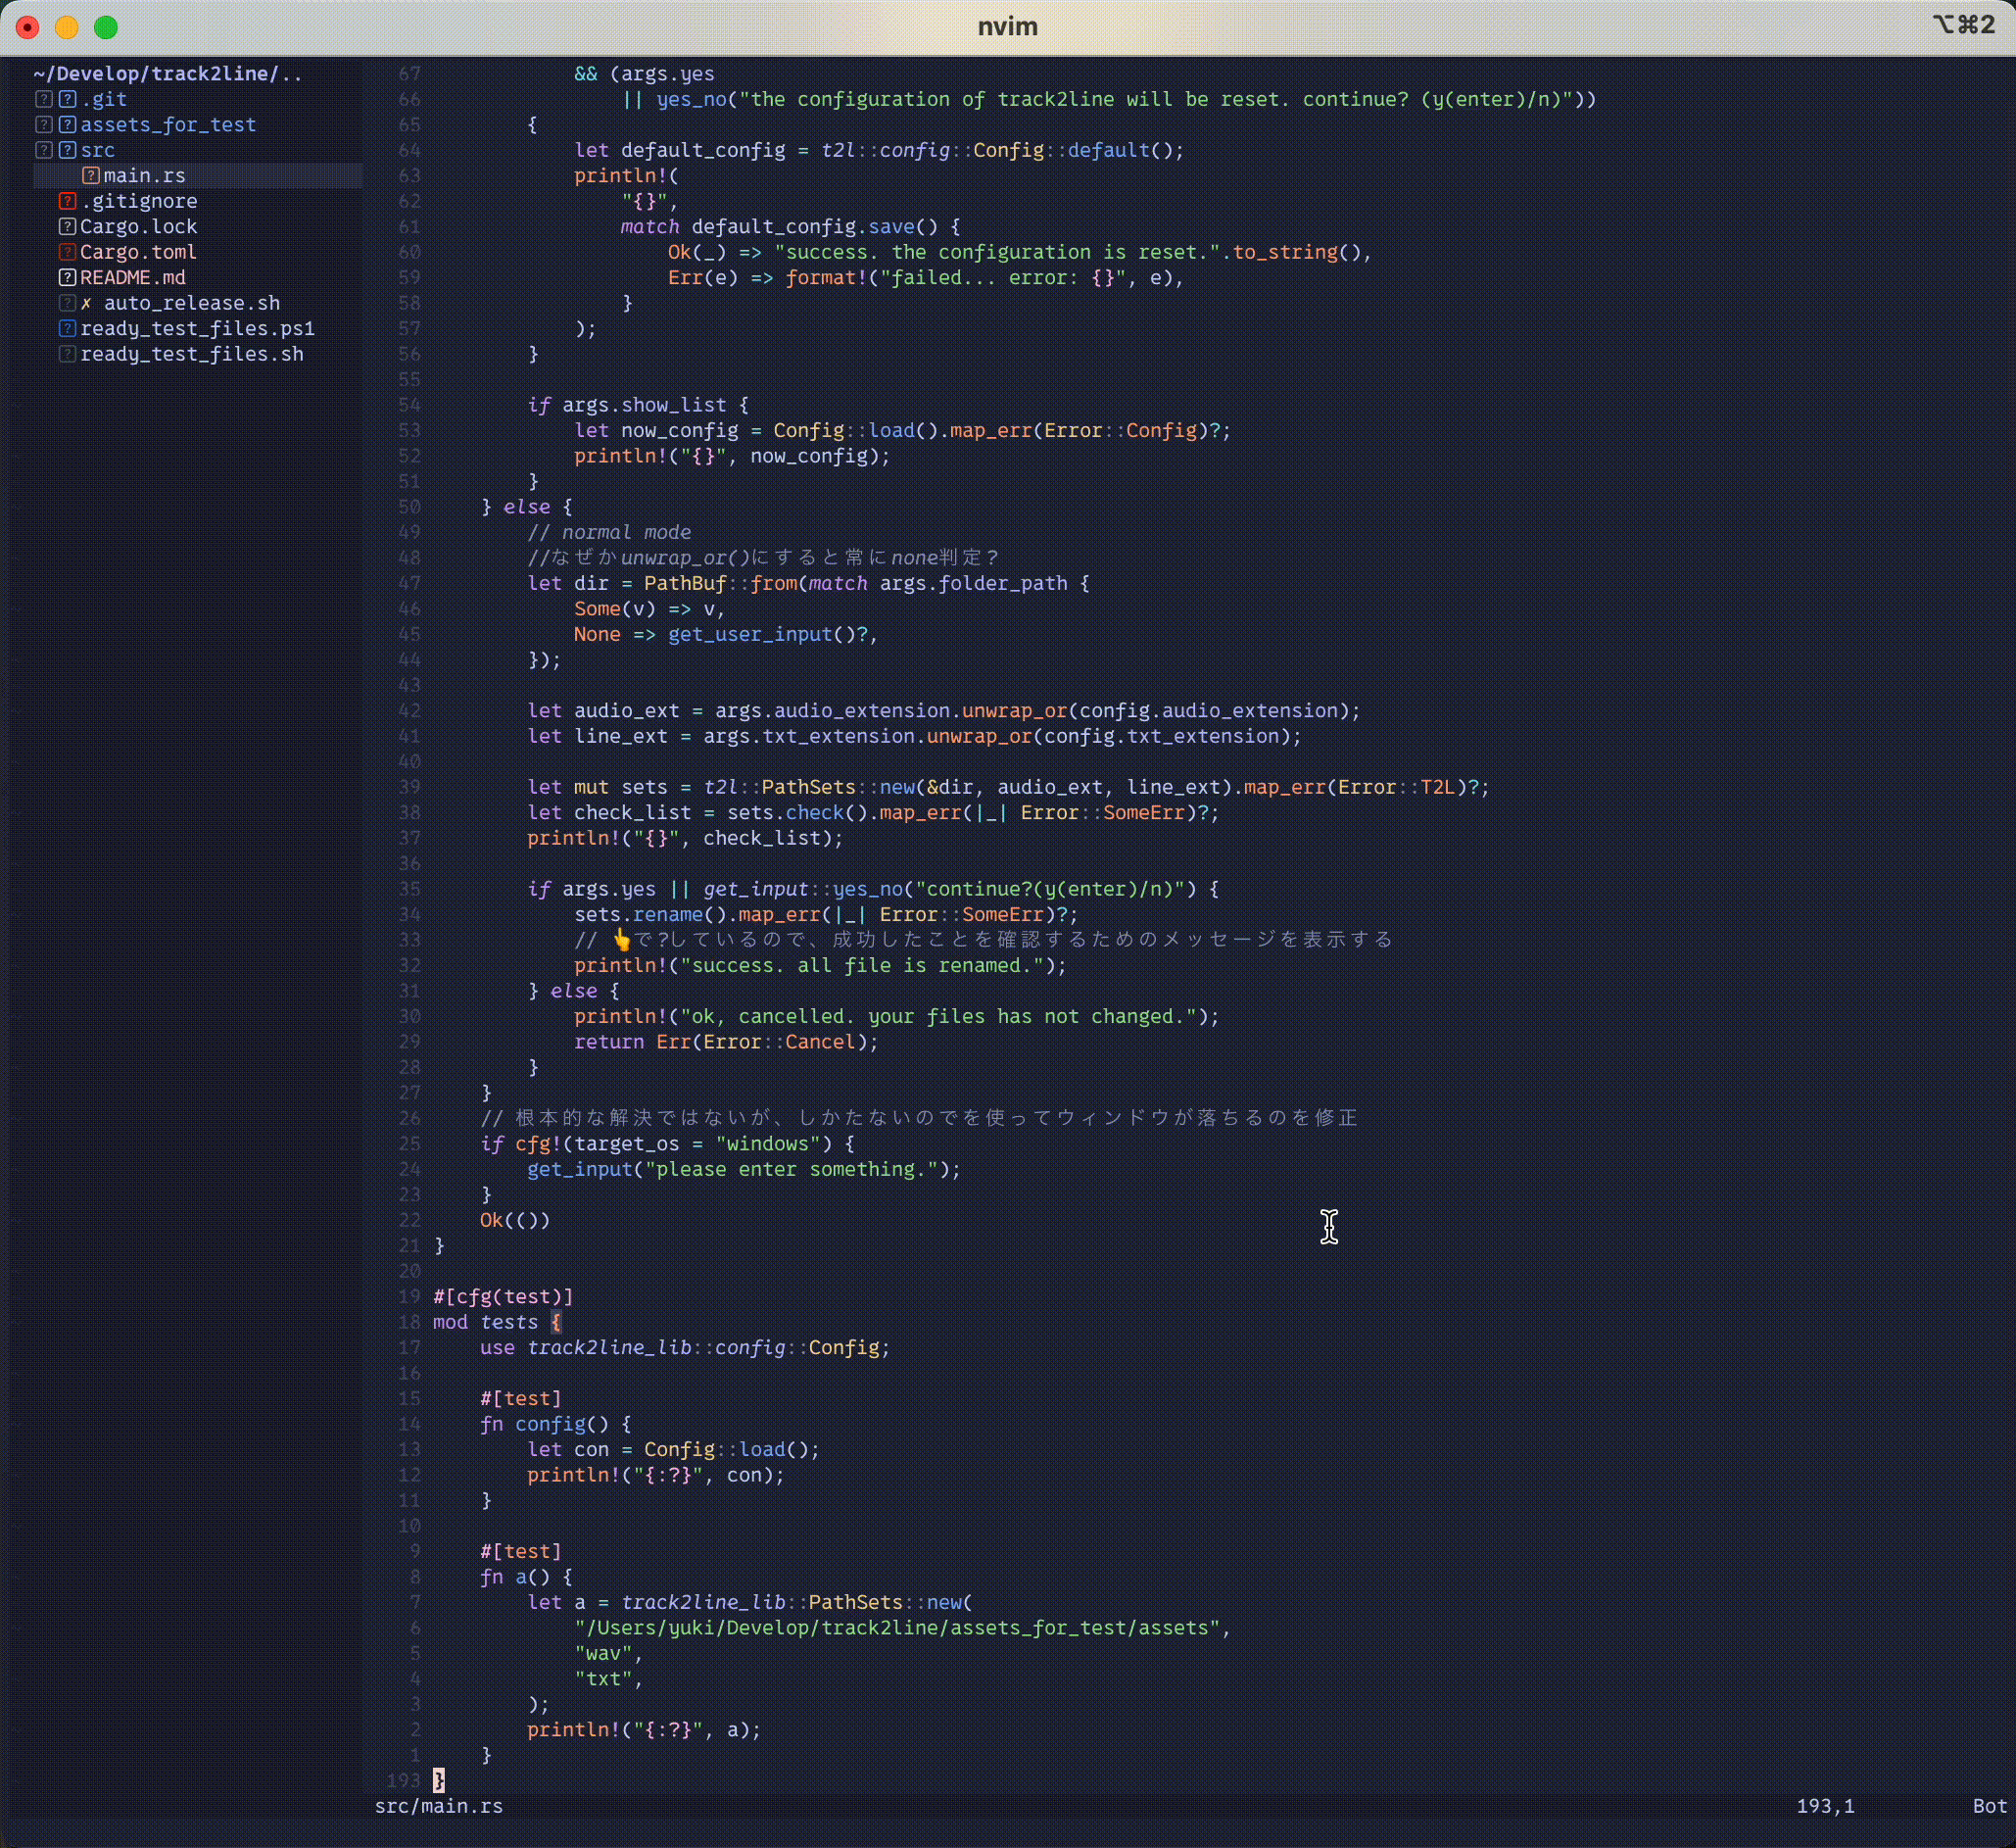 nvim
⌥⌘2
~/Develop/track2line/..
.git
assets_for_test
src
main.rs
.gitignore
Cargo.lock
Cargo.toml
README.md
✗ auto_release.sh
ready_test_files.ps1
ready_test_files.sh
67 && (args.yes
66 || yes_no("the configuration of track2line will be reset. continue? (y(enter)/n)"))
65 {
64 let default_config = t2l::config::Config::default();
63 println!(
62 "{}",
61 match default_config.save() {
60 Ok(_) => "success. the configuration is reset.".to_string(),
59 Err(e) => format!("failed... error: {}", e),
58 }
57 );
56 }
55
54 if args.show_list {
53 let now_config = Config::load().map_err(Error::Config)?;
52 println!("{}", now_config);
51 }
50 } else {
49 // normal mode
48 //なぜかunwrap_or()にすると常にnone判定?
47 let dir = PathBuf::from(match args.folder_path {
46 Some(v) => v,
45 None => get_user_input()?,
44 });
43
42 let audio_ext = args.audio_extension.unwrap_or(config.audio_extension);
41 let line_ext = args.txt_extension.unwrap_or(config.txt_extension);
40
39 let mut sets = t2l::PathSets::new(&dir, audio_ext, line_ext).map_err(Error::T2L)?;
38 let check_list = sets.check().map_err(|_| Error::SomeErr)?;
37 println!("{}", check_list);
36
35 if args.yes || get_input::yes_no("continue?(y(enter)/n)") {
34 sets.rename().map_err(|_| Error::SomeErr)?;
33 // 👆で?しているので、成功したことを確認するためのメッセージを表示する
32 println!("success. all file is renamed.");
31 } else {
30 println!("ok, cancelled. your files has not changed.");
29 return Err(Error::Cancel);
28 }
27 }
26 // 根本的な解決ではないが、しかたないのでを使ってウィンドウが落ちるのを修正
25 if cfg!(target_os = "windows") {
24 get_input("please enter something.");
23 }
22 Ok(())
21 }
20
19 #[cfg(test)]
18 mod tests {
17 use track2line_lib::config::Config;
16
15 #[test]
14 fn config() {
13 let con = Config::load();
12 println!("{:?}", con);
11 }
10
9 #[test]
8 fn a() {
7 let a = track2line_lib::PathSets::new(
6 "/Users/yuki/Develop/track2line/assets_for_test/assets",
5 "wav",
4 "txt",
3 );
2 println!("{:?}", a);
1 }
193 }
src/main.rs 193,1 Bot